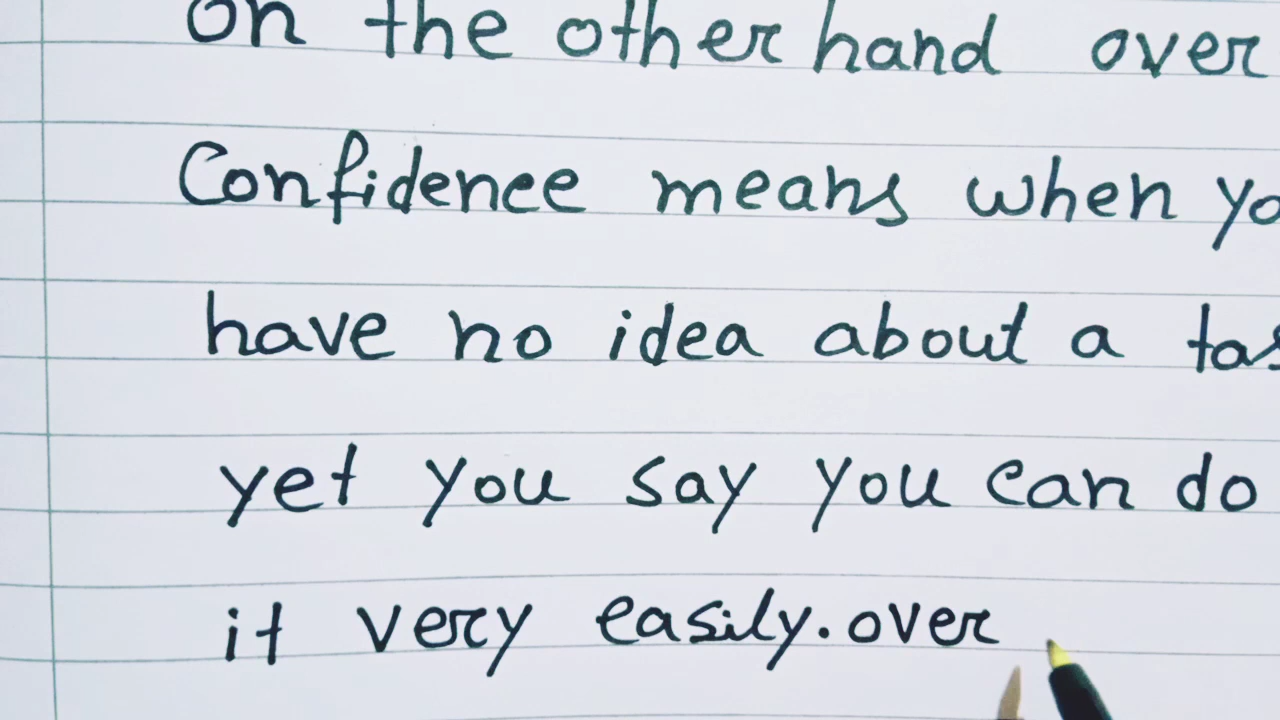 on the other hand over
Confidence means when yo
have no idea about a tas
yet you say you can do
it very easily. over